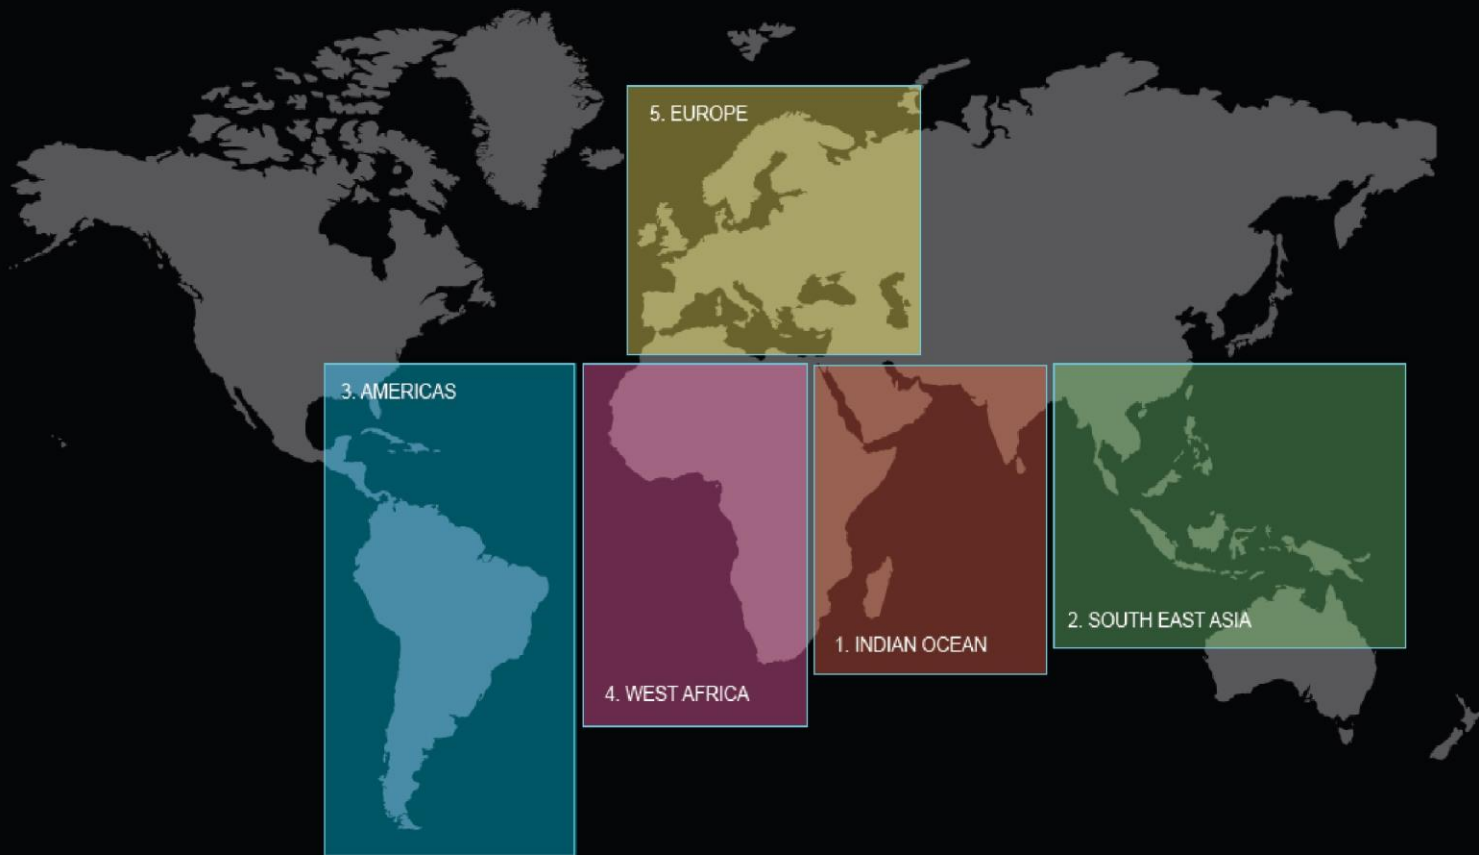 5. EUROPE
3. AMERICAS
2. SOUTH EAST ASIA
1. INDIAN OCEAN
4. WEST AFRICA